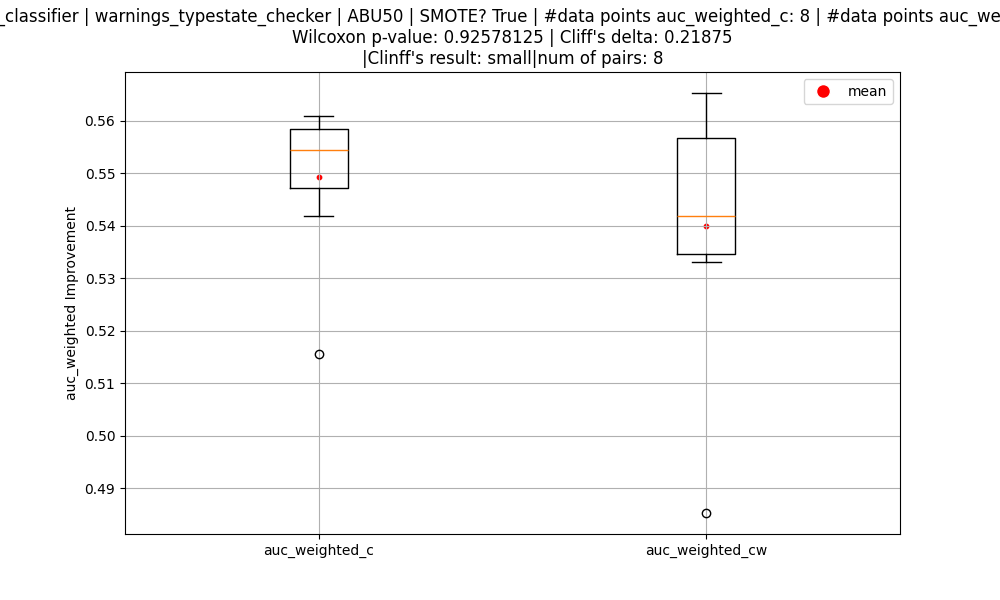 _classifier | warnings_typestate_checker | ABU50 | SMOTE? True | #data points auc_weighted_c: 8 | #data points auc_we
Wilcoxon p-value: 0.92578125 | Cliff's delta: 0.21875
|Clinff's result: small|num of pairs: 8
mean
0.56
0.55
0.54
0.53
0.52
0.51
0.50
0.49
auc_weighted Improvement
auc_weighted_c
auc_weighted_cw